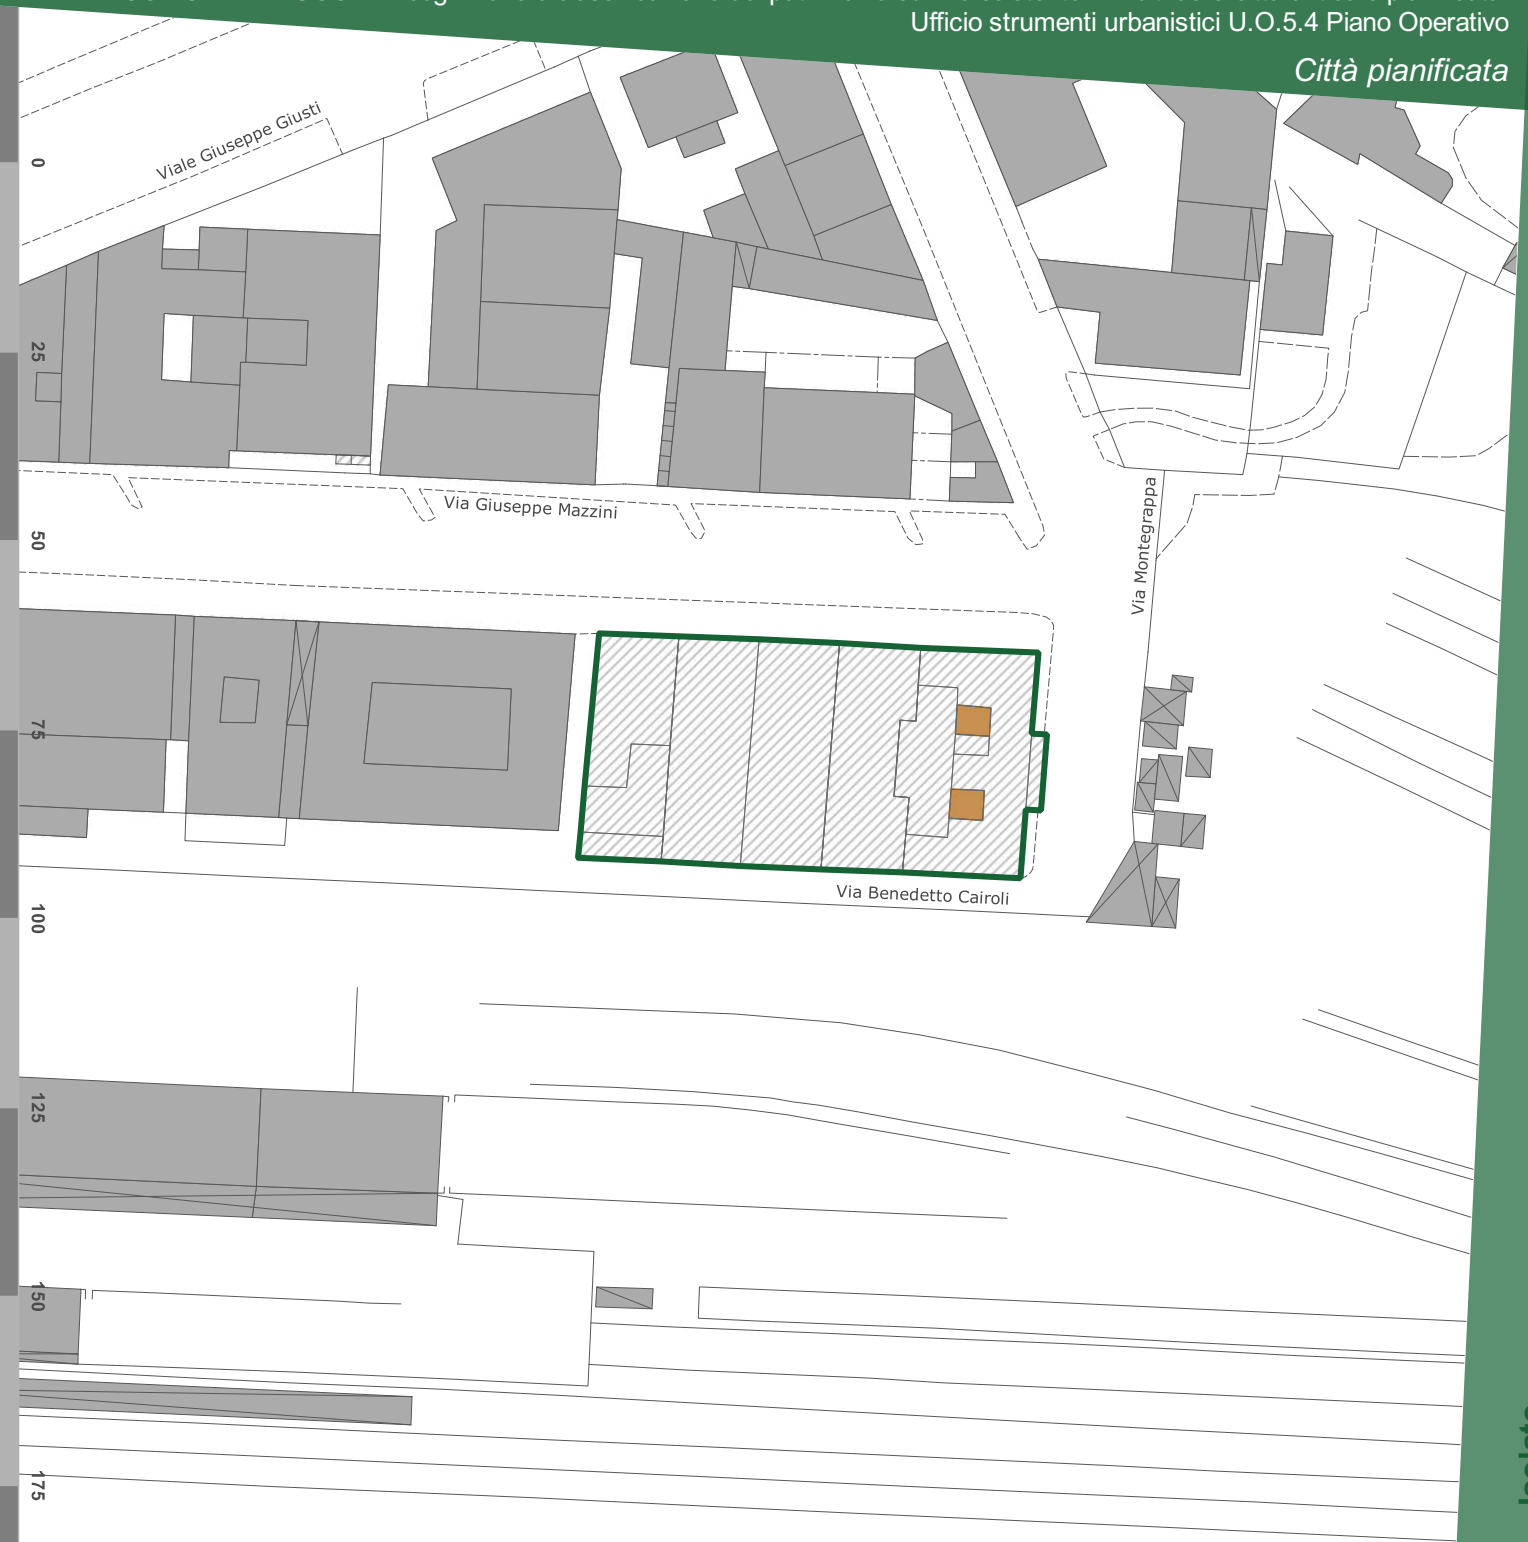 Ufficio strumenti urbanistici U.O.5.4 Piano Operativo
Città pianificata
Viale Giuseppe Giusti
Via Giuseppe Mazzini
Via Montegrappa
Via Benedetto Cairoli
0
25
50
75
100
125
150
175